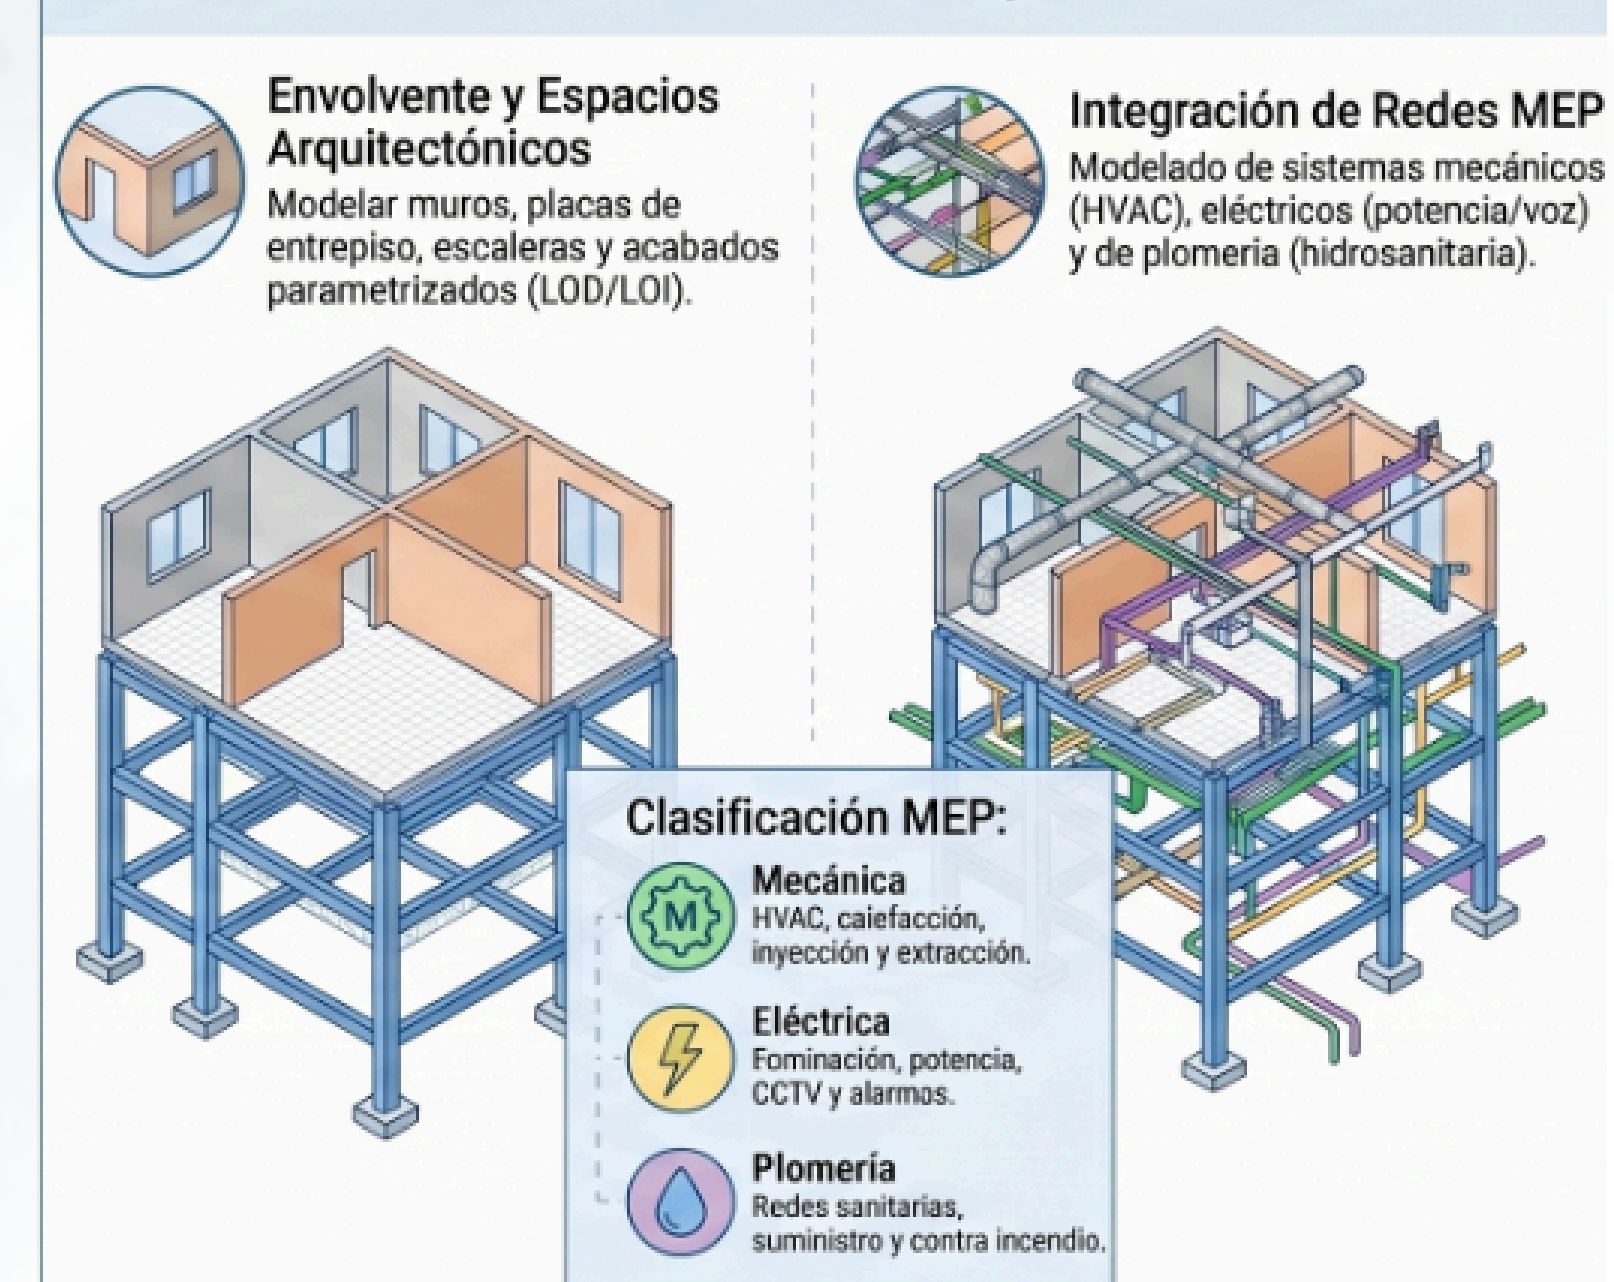 Envolvente y Espacios
Arquitectónicos
Modelar muros, placas de
entrepiso, escaleras y acabados
parametrizados (LOD/LOI).
Integración de Redes MEP
Modelado de sistemas mecánicos
(HVAC), eléctricos (potencia/voz)
y de plomeria (hidrosanitaria).
Clasificación MEP:
M
Mecánica
HVAC, caiefacción,
inyección y extracción.
Eléctrica
Fominación, potencia,
CCTV y alarmos.
Plomería
Redes sanitarias,
suministro y contra incendio.